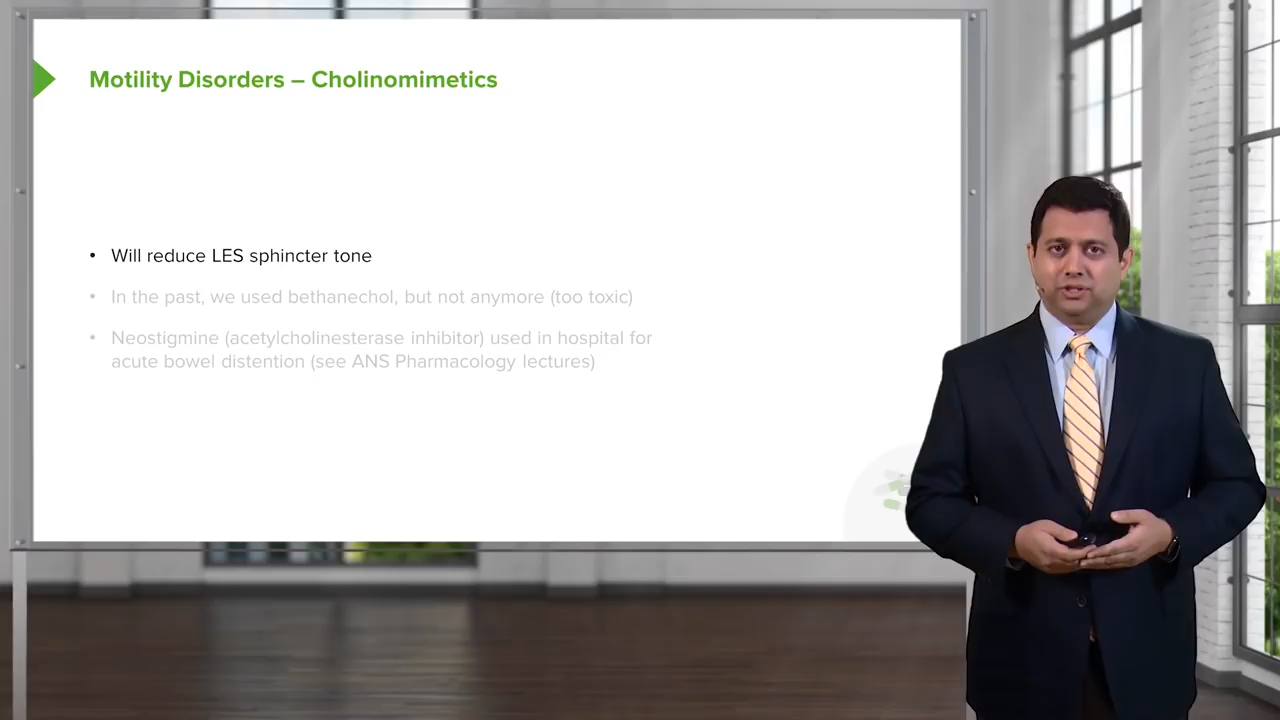 Motility Disorders – Cholinomimetics
• Will reduce LES sphincter tone
• In the past, we used bethanechol, but not anymore (too toxic)
• Neostigmine (acetylcholinesterase inhibitor) used in hospital for
acute bowel distention (see ANS Pharmacology lectures)